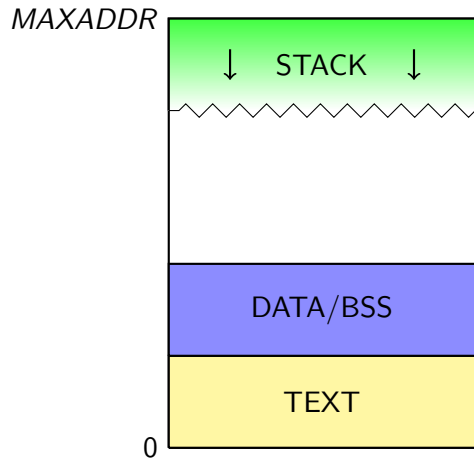 MAXADDR
↓ STACK ↓
DATA/BSS
TEXT
0